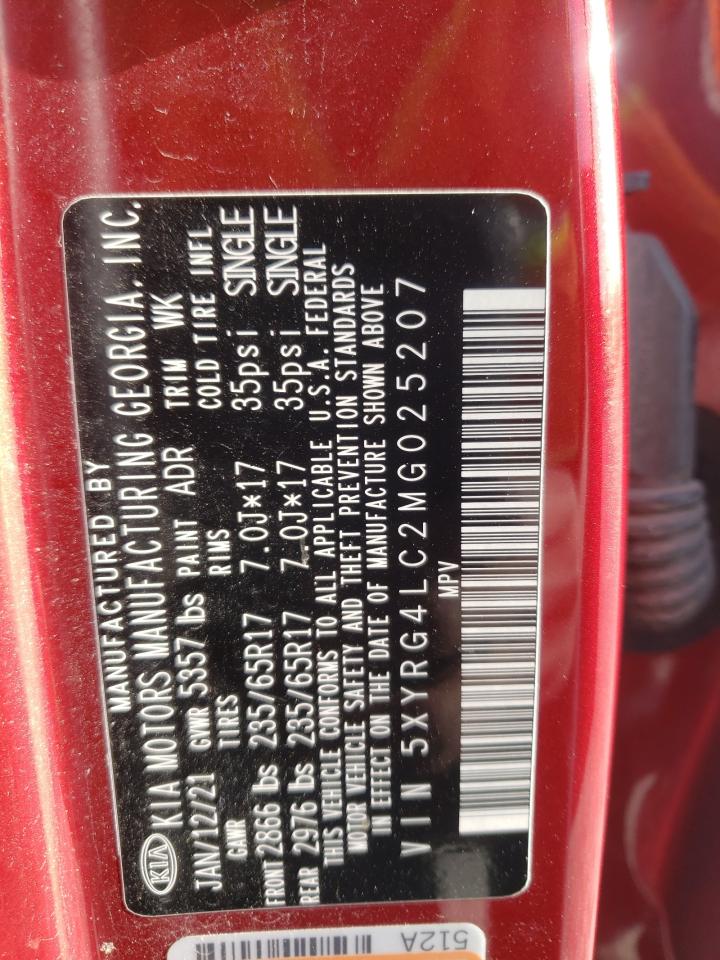 MANUFACTURED BY
KIA KIA MOTORS MANUFACTURING GEORGIA. INC.
JAN/12/21 GVWR 5357 lbs PAINT ADR TRIM WK
GAWR TIRES RIMS COLD TIRE INFL
FRONT 2866 lbs 235/65R17 7.0J*17 35psi SINGLE
REAR 2976 lbs 235/65R17 7.0J*17 35psi SINGLE
THIS VEHICLE CONFORMS TO ALL APPLICABLE U.S.A. FEDERAL
MOTOR VEHICLE SAFETY AND THEFT PREVENTION STANDARDS
IN EFFECT ON THE DATE OF MANUFACTURE SHOWN ABOVE
VIN 5XYRG4LC2MG025207
MPV
512A